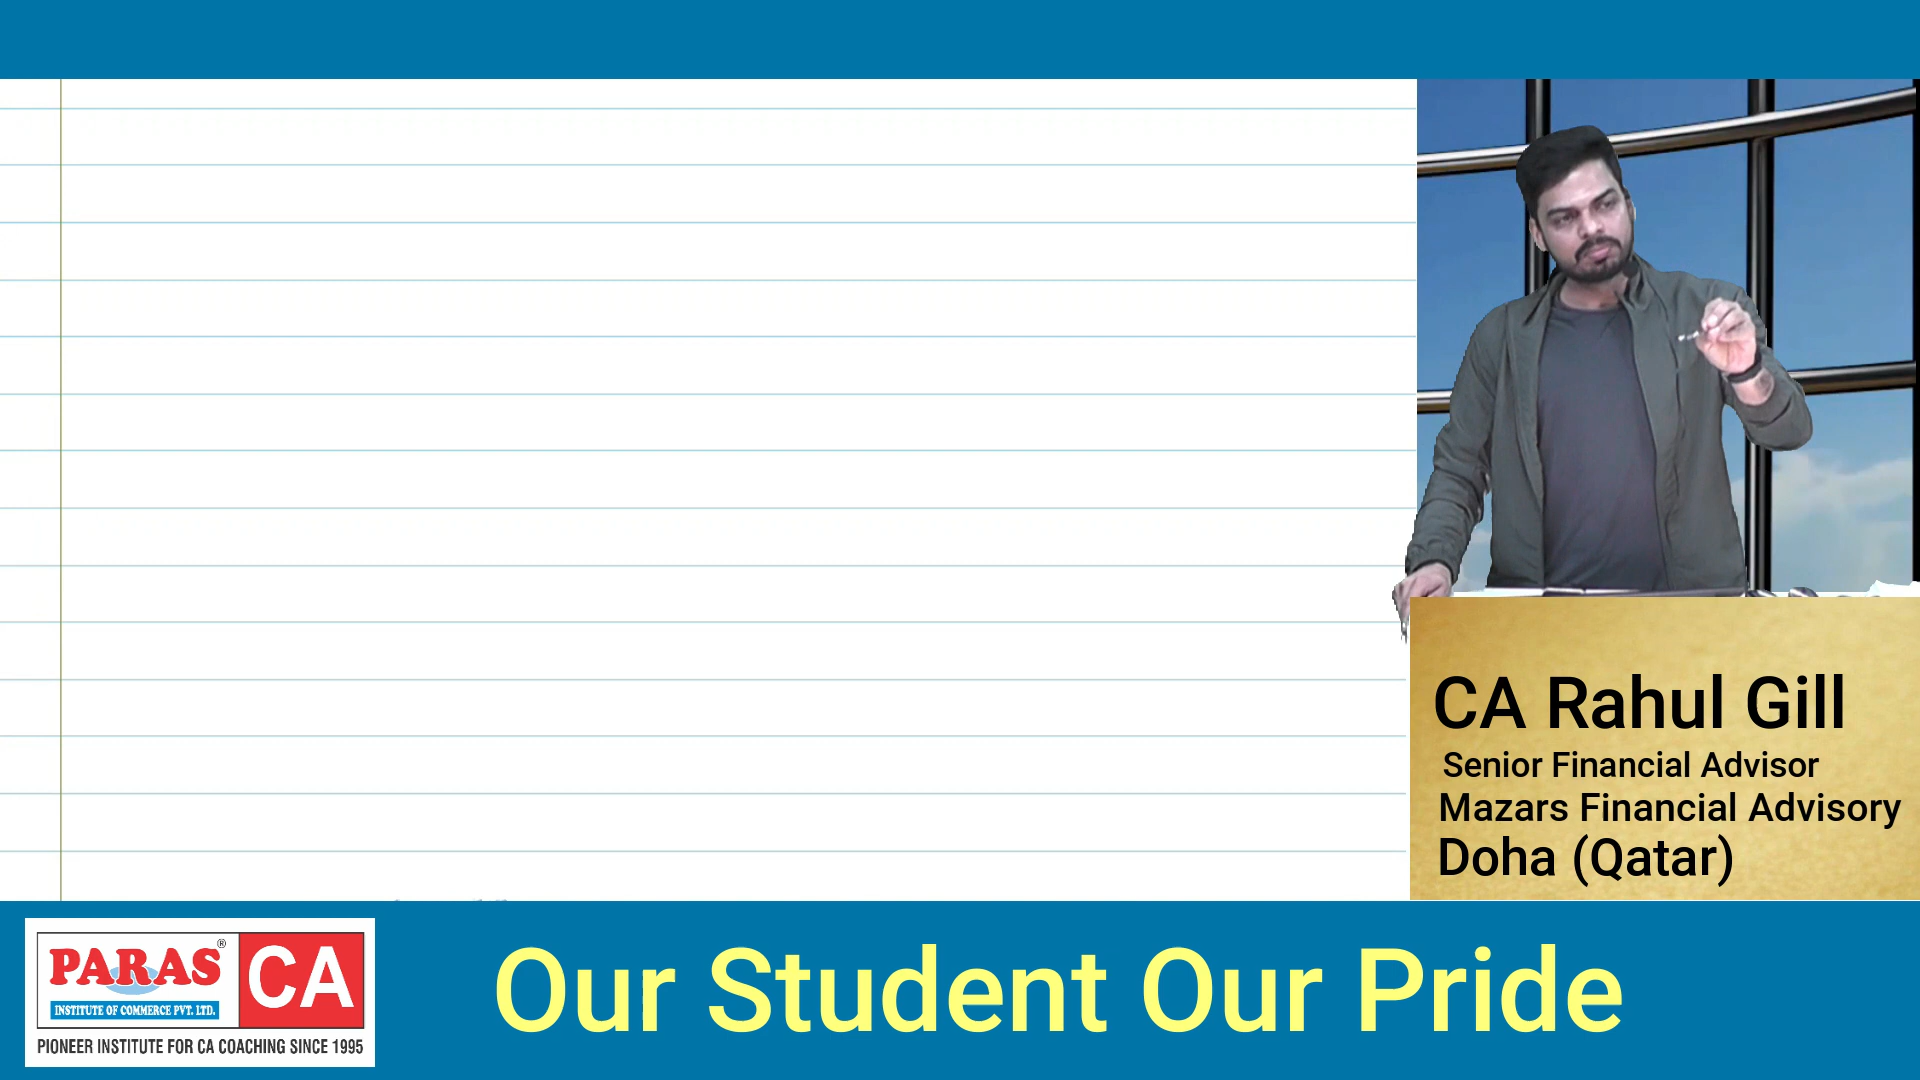 CA Rahul Gill
Senior Financial Advisor
Mazars Financial Advisory
Doha (Qatar)
PARAS® CA
INSTITUTE OF COMMERCE PVT. LTD.
PIONEER INSTITUTE FOR CA COACHING SINCE 1995
Our Student Our Pride